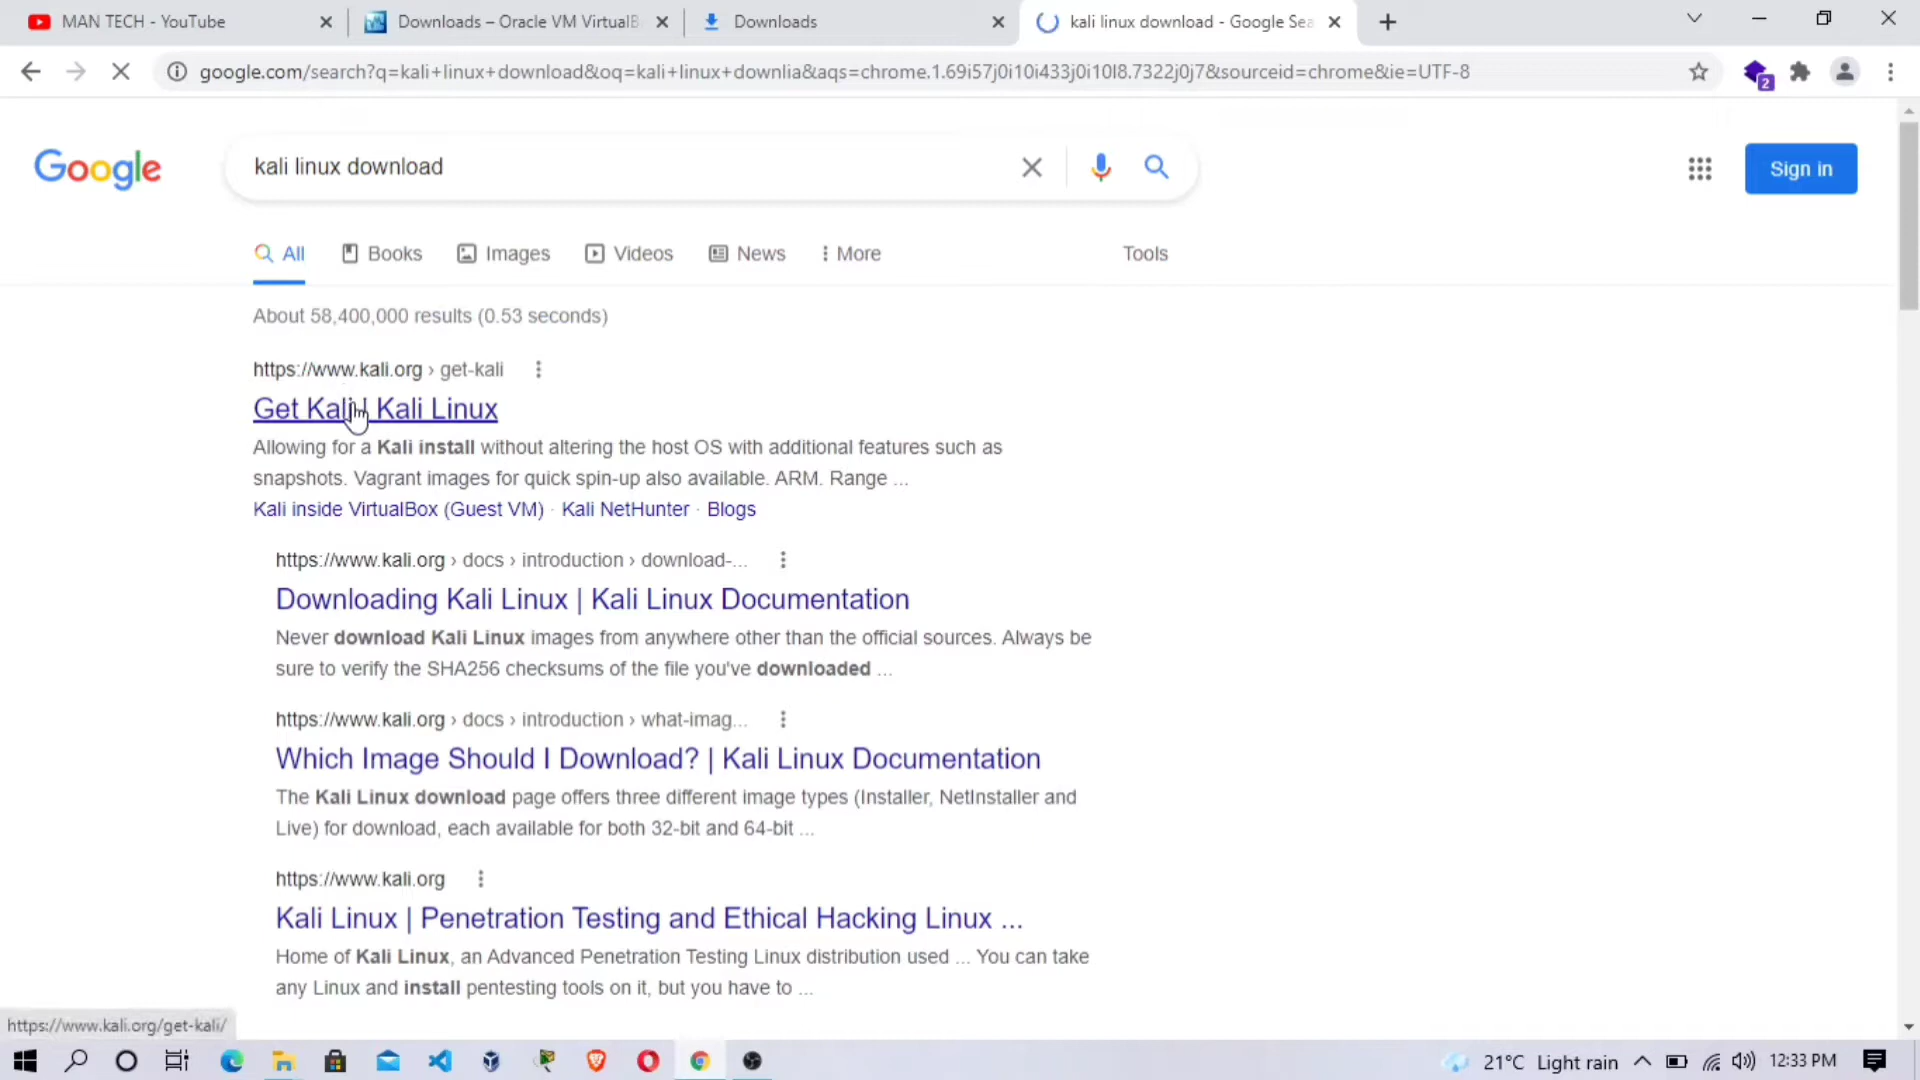 MAN TECH - YouTube
Downloads – Oracle VM VirtualB
Downloads
kali linux download - Google Sea
google.com/search?q=kali+linux+download&oq=kali+linux+downlia&aqs=chrome.1.69i57j0i10i433j0i10l8.7322j0j7&sourceid=chrome&ie=UTF-8
2
Google
kali linux download
Sign in
All
Books
Images
Videos
News
More
Tools
About 58,400,000 results (0.53 seconds)
https://www.kali.org › get-kali
Get Kali | Kali Linux
Allowing for a Kali install without altering the host OS with additional features such as
snapshots. Vagrant images for quick spin-up also available. ARM. Range ...
Kali inside VirtualBox (Guest VM) · Kali NetHunter · Blogs
https://www.kali.org › docs › introduction › download-...
Downloading Kali Linux | Kali Linux Documentation
Never download Kali Linux images from anywhere other than the official sources. Always be
sure to verify the SHA256 checksums of the file you've downloaded ...
https://www.kali.org › docs › introduction › what-imag...
Which Image Should I Download? | Kali Linux Documentation
The Kali Linux download page offers three different image types (Installer, NetInstaller and
Live) for download, each available for both 32-bit and 64-bit ...
https://www.kali.org
Kali Linux | Penetration Testing and Ethical Hacking Linux ...
Home of Kali Linux, an Advanced Penetration Testing Linux distribution used ... You can take
any Linux and install pentesting tools on it, but you have to ...
https://www.kali.org/get-kali/
21°C Light rain
12:33 PM